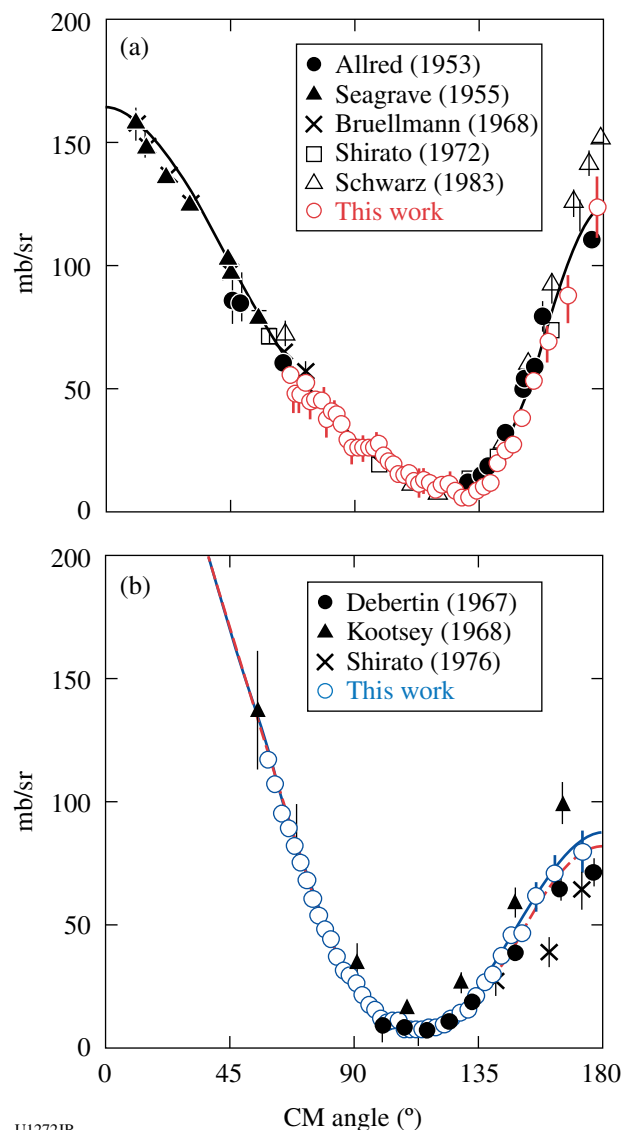 200
(a)
Allred (1953)
Seagrave (1955)
150
Bruellmann (1968)
Shirato (1972)
Schwarz (1983)
This work
mb/sr
100
50
0
200
(b)
Debertin (1967)
Kootsey (1968)
Shirato (1976)
150
This work
mb/sr
100
50
0
0 45 90 135 180
CM angle (º)